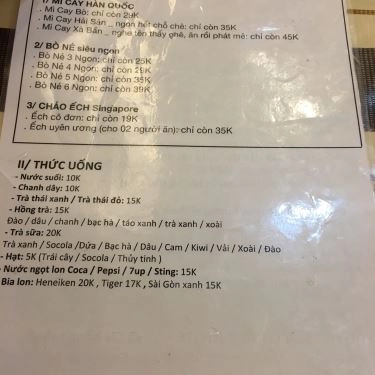 1/ MÌ CAY HÀN QUỐC
. Mì Cay Bò: chỉ còn 29K
. Mì Cay Hải Sản _ ngon hết chỗ chê: chỉ còn 35K
. Mì Cay Xà Bần _ nghe tên thấy ghê, ăn rồi phát mê: chỉ còn 45K
2/ BÒ NÉ siêu ngon
. Bò Né 3 Ngon: chỉ còn 25K
. Bò Né 4 Ngon: chỉ còn 29K
. Bò Né 5 Ngon: chỉ còn 35K
. Bò Né 6 Ngon: chỉ còn 39K
3/ CHÁO ẾCH Singapore
. Ếch cô đơn: chỉ còn 19K
. Ếch uyên ương (cho 02 người ăn): chỉ còn 35K
II/ THỨC UỐNG
- Nước suối: 10K
- Chanh dây: 10K
- Trà thái xanh / Trà thái đỏ: 15K
- Hồng trà: 15K
Đào / dâu / chanh / bạc hà / táo xanh / trà xanh / xoài
- Trà sữa: 20K
Trà xanh / Socola /Dứa / Bạc hà / Dâu / Cam / Kiwi / Vải / Xoài / Đào
- Hạt: 5K (Trái cây / Socola / Thủy tinh )
- Nước ngọt lon Coca / Pepsi / 7up / Sting: 15K
Bia lon: Heneiken 20K , Tiger 17K , Sài Gòn xanh 15K